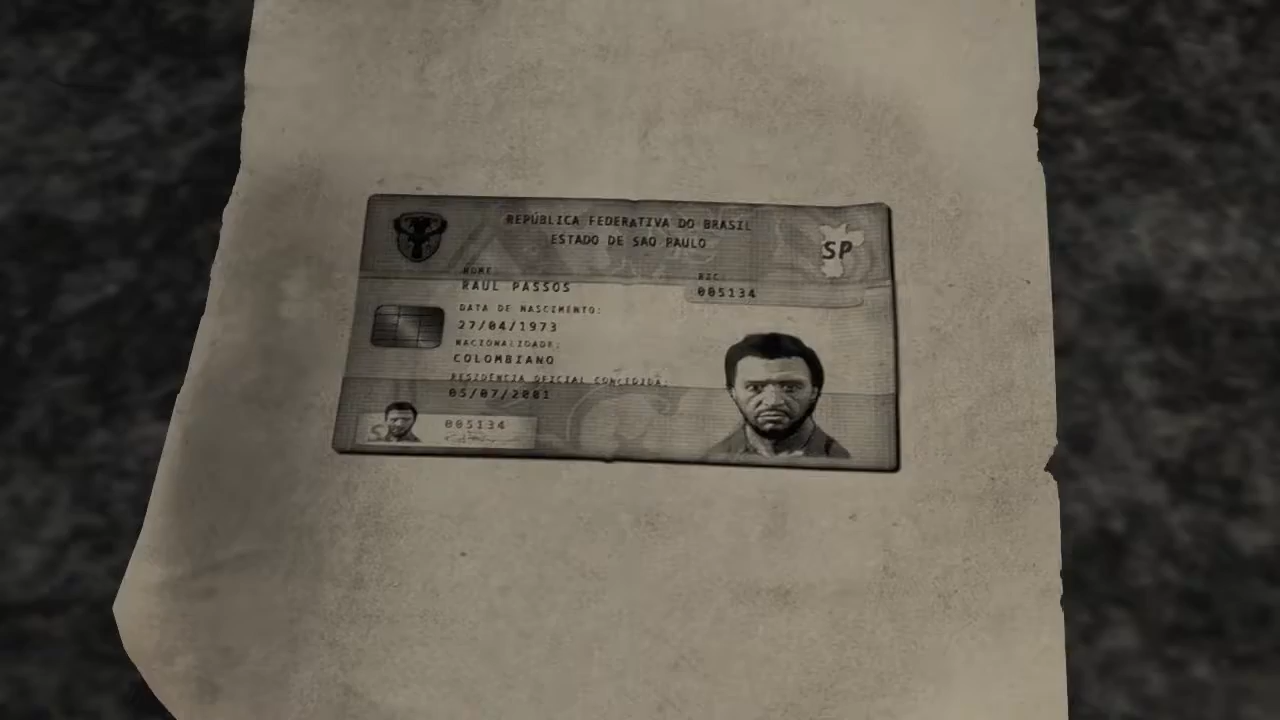 REPÚBLICA FEDERATIVA DO BRASIL
ESTADO DE SAO PAULO
SP
NOME:
RAUL PASSOS
RIC:
005134
DATA DE NASCIMENTO:
27/04/1973
NACIONALIDADE:
COLOMBIANO
RESIDÊNCIA OFICIAL CONCEDIDA:
05/07/2001
005134